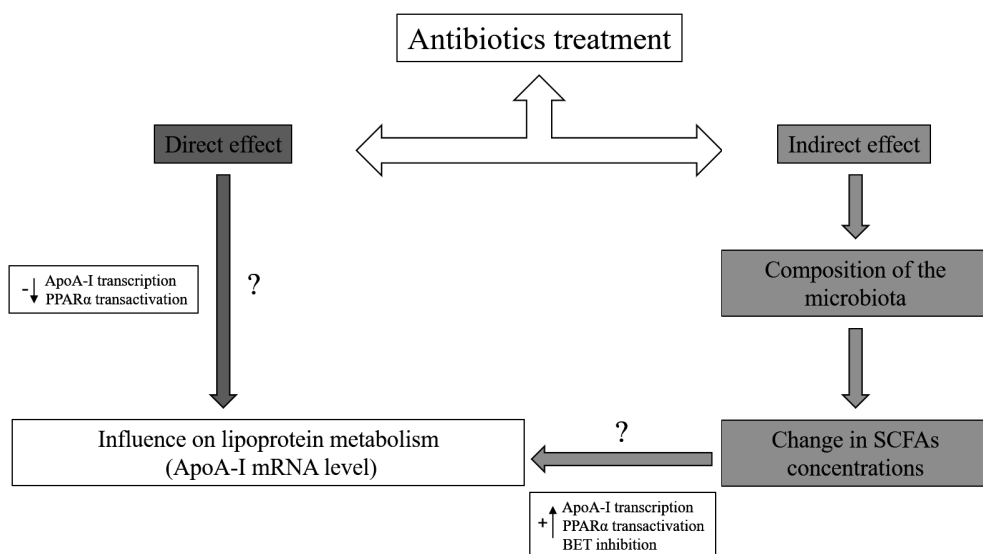 Antibiotics treatment
Direct effect
Indirect effect
Composition of the
microbiota
- ApoA-I transcription
PPARα transactivation
?
Influence on lipoprotein metabolism
(ApoA-I mRNA level)
?
Change in SCFAs
concentrations
+ ApoA-I transcription
PPARα transactivation
BET inhibition